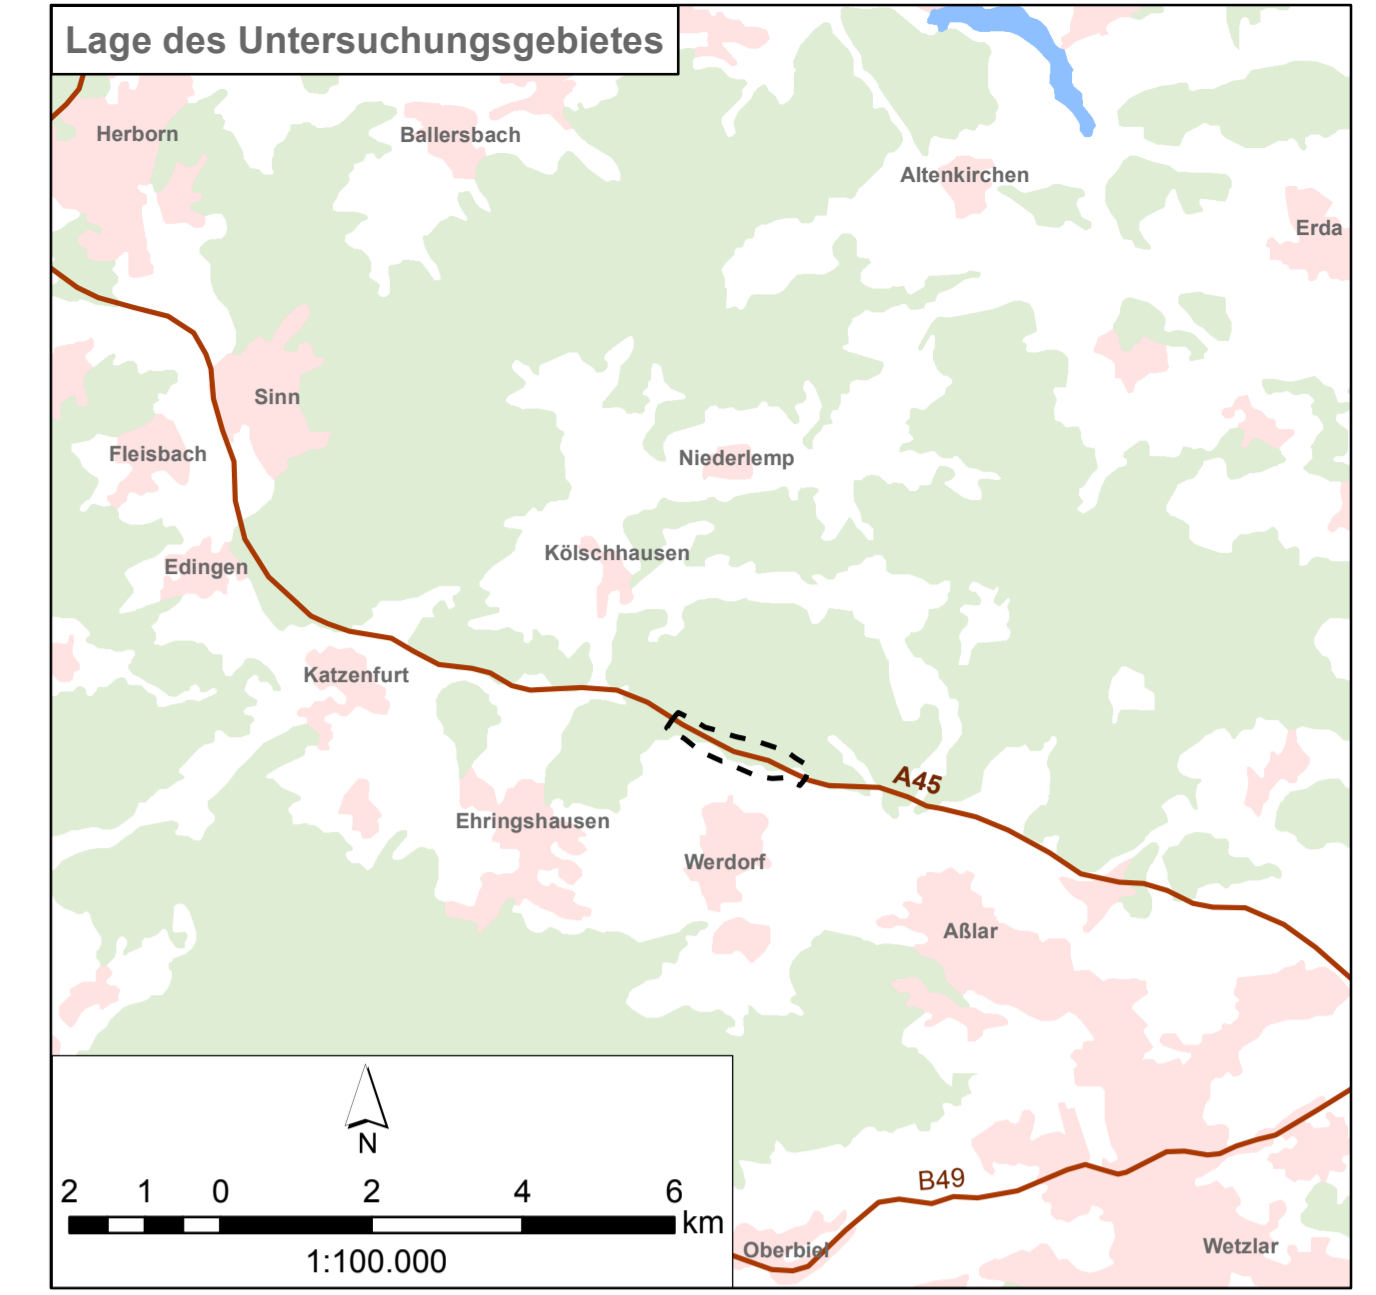 Lage des Untersuchungsgebietes
Herborn
Ballersbach
Altenkirchen
Erda
Sinn
Fleisbach
Niederlemp
Kölschhausen
Edingen
Katzenfurt
A45
Ehringshausen
Werdorf
Aßlar
N
B49
2 1 0 2 4 6
km
Oberbiel
Wetzlar
1:100.000